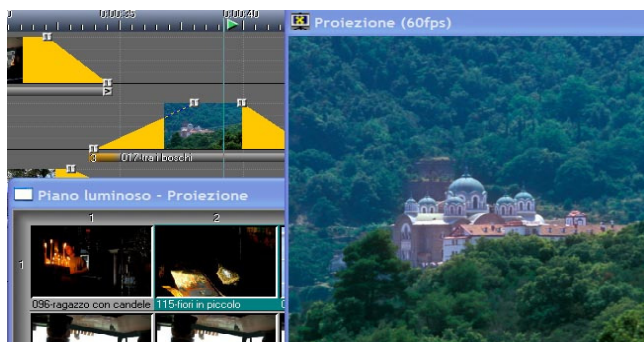 0:00:35
0:00:40
Proiezione (60fps)
3
017-tra i boschi
Piano luminoso - Proiezione
1
2
1
096-ragazzo con candele
115-fiori in piccolo